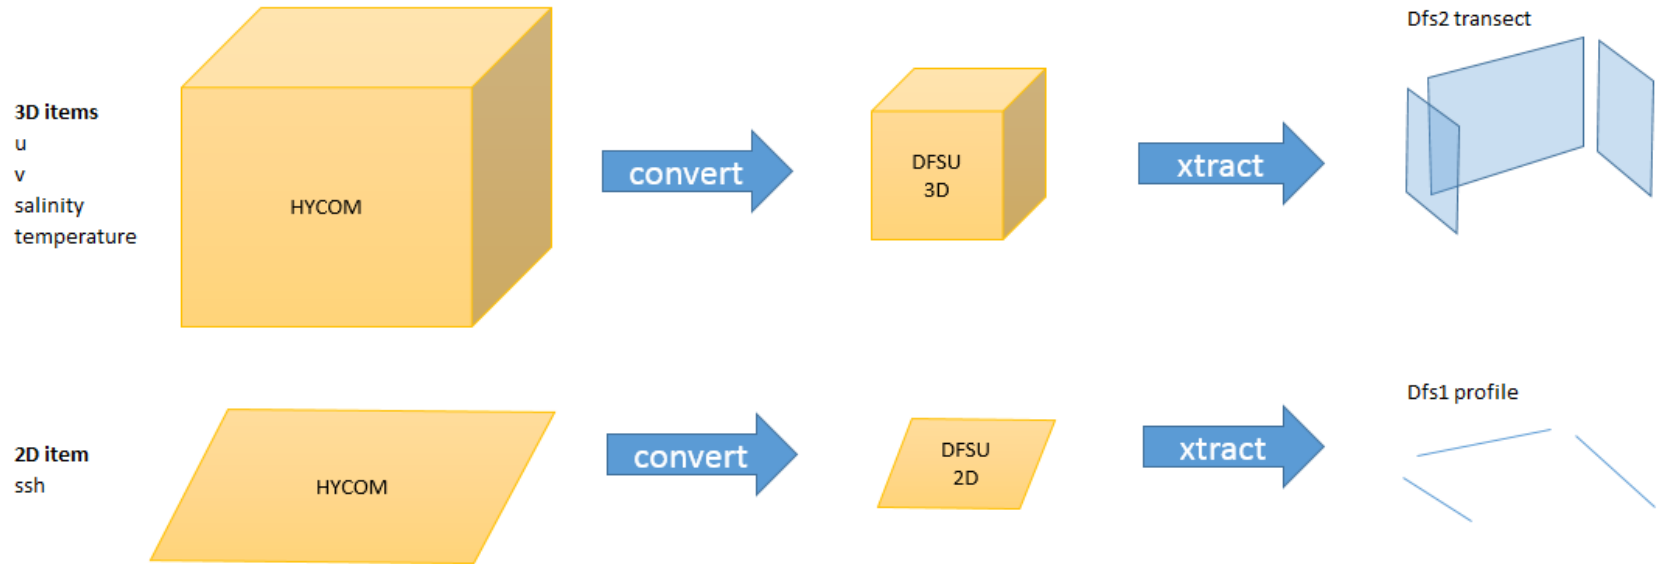 3D items
u
v
salinity
temperature
HYCOM
convert
DFSU
3D
xtract
Dfs2 transect
2D item
ssh
HYCOM
convert
DFSU
2D
xtract
Dfs1 profile